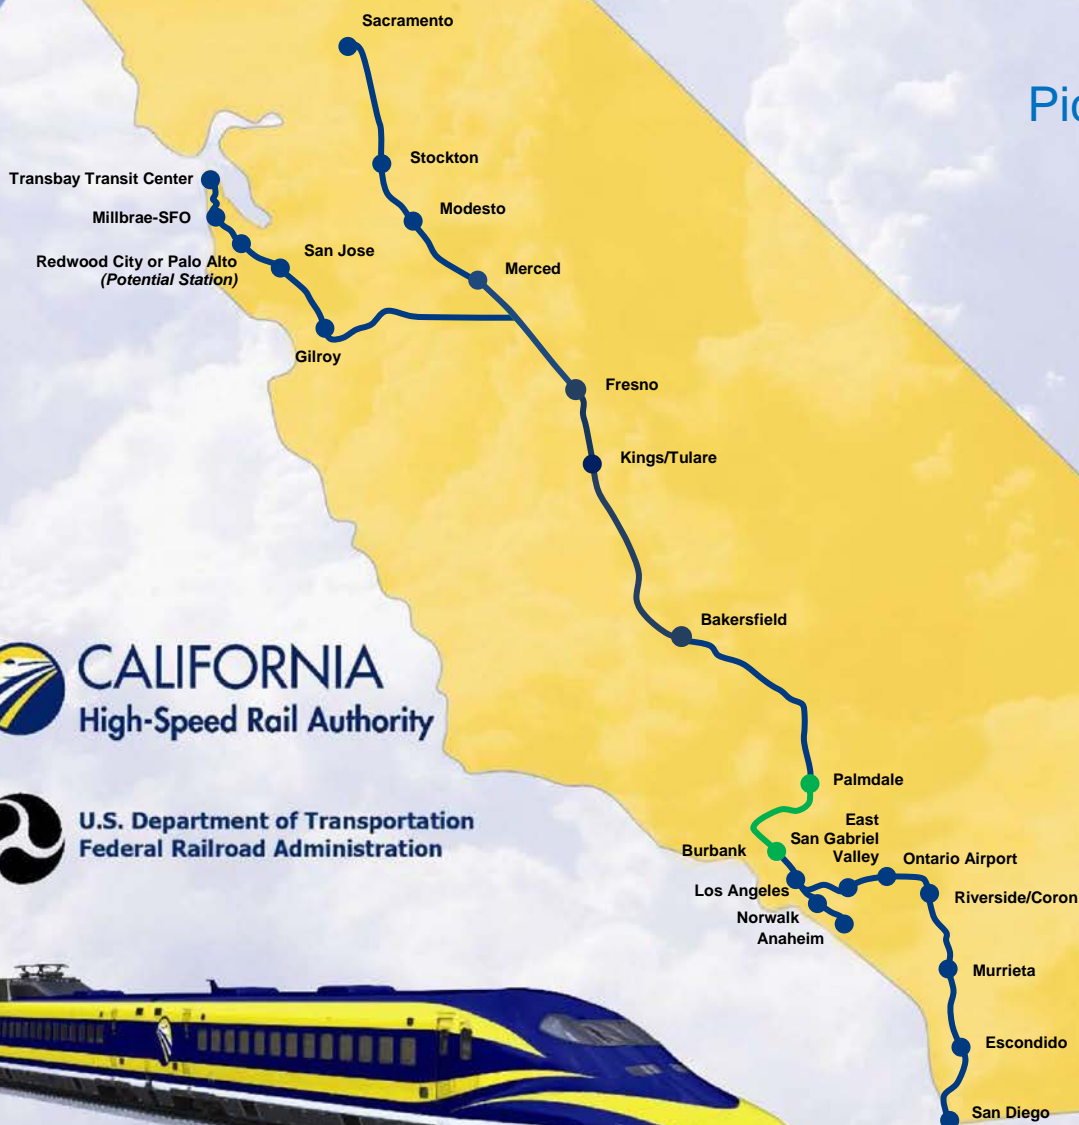 Sacramento
Pic
Stockton
Transbay Transit Center
Modesto
Millbrae-SFO
San Jose
Redwood City or Palo Alto
(Potential Station)
Merced
Gilroy
Fresno
Kings/Tulare
Bakersfield
CALIFORNIA
High-Speed Rail Authority
Palmdale
U.S. Department of Transportation
Federal Railroad Administration
East
San Gabriel
Valley
Burbank
Ontario Airport
Los Angeles
Riverside/Coron
Norwalk
Anaheim
Murrieta
Escondido
San Diego